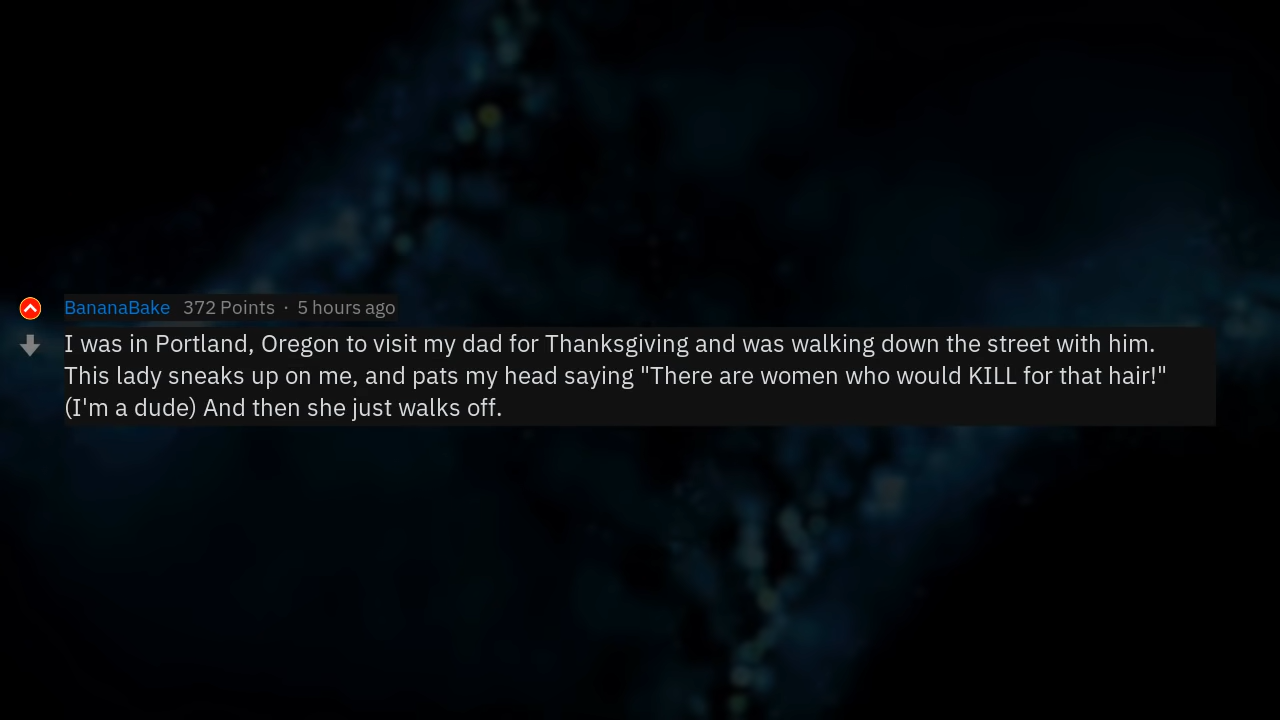 BananaBake 372 Points · 5 hours ago
I was in Portland, Oregon to visit my dad for Thanksgiving and was walking down the street with him.
This lady sneaks up on me, and pats my head saying "There are women who would KILL for that hair!"
(I'm a dude) And then she just walks off.